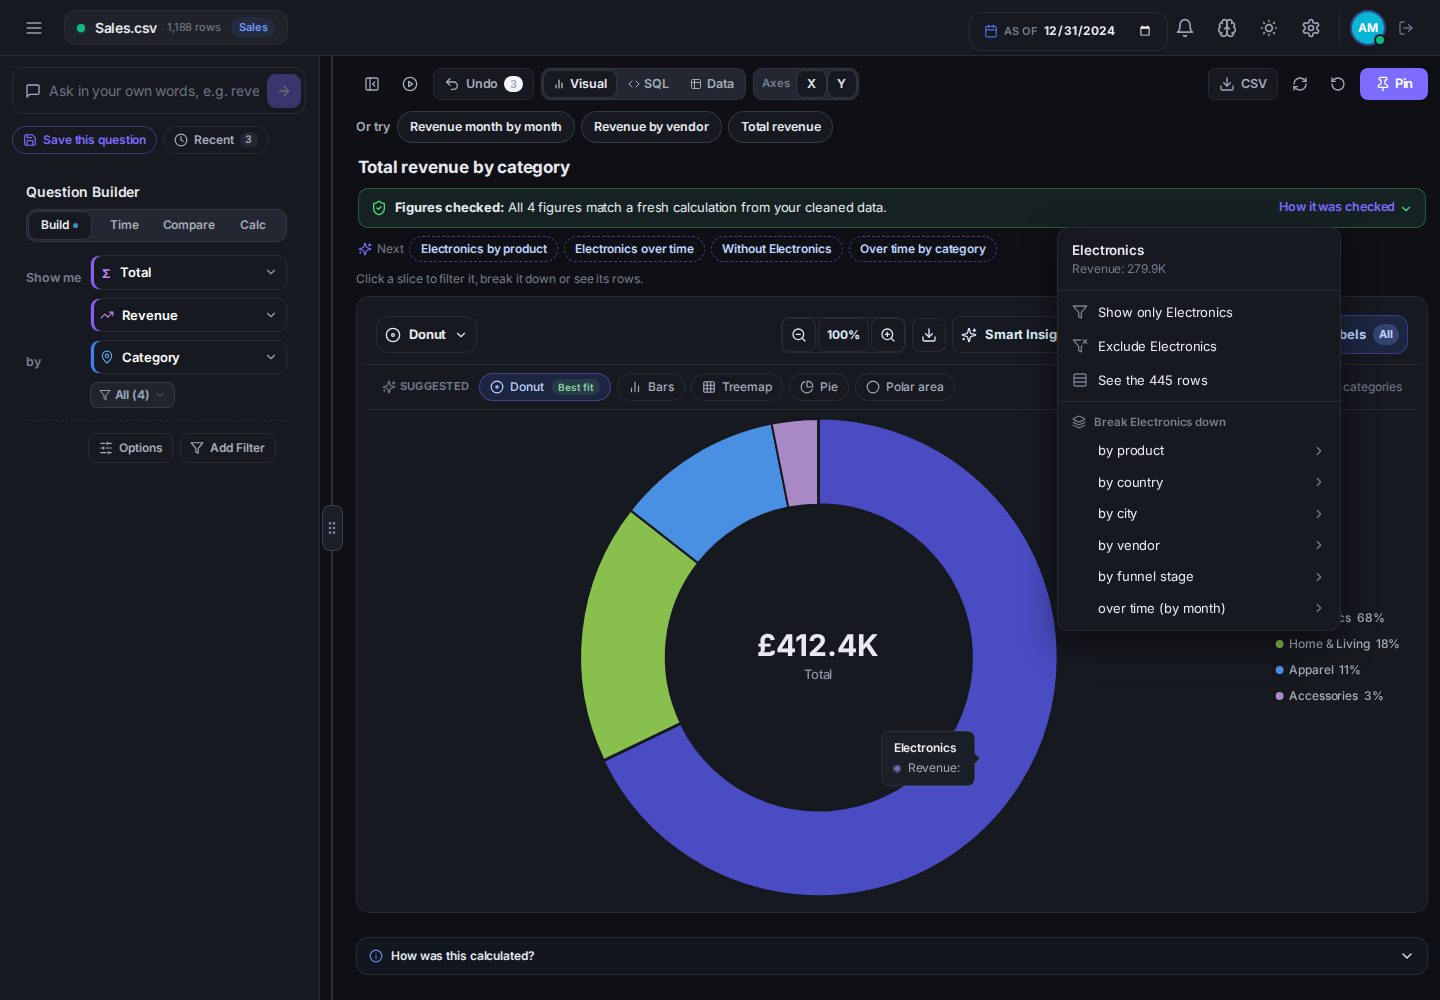 Sales.csv 1,188 rows Sales
AS OF 12/31/2024
AM
Ask in your own words, e.g. reve
Save this question
Recent 3
Question Builder
Build Time Compare Calc
Show me
Σ Total
Revenue
by
Category
All (4)
Options
Add Filter
Undo 3
Visual SQL Data
Axes X Y
CSV
Pin
Or try Revenue month by month Revenue by vendor Total revenue
Total revenue by category
Figures checked: All 4 figures match a fresh calculation from your cleaned data.
How it was checked
Next Electronics by product Electronics over time Without Electronics Over time by category
Click a slice to filter it, break it down or see its rows.
Donut
100%
Smart Insig
bels All
SUGGESTED Donut Best fit Bars Treemap Pie Polar area
categories
Electronics
Revenue: 279.9K
Show only Electronics
Exclude Electronics
See the 445 rows
Break Electronics down
by product
by country
by city
by vendor
by funnel stage
over time (by month)
£412.4K
Total
Electronics
Revenue:
cs 68%
Home & Living 18%
Apparel 11%
Accessories 3%
How was this calculated?